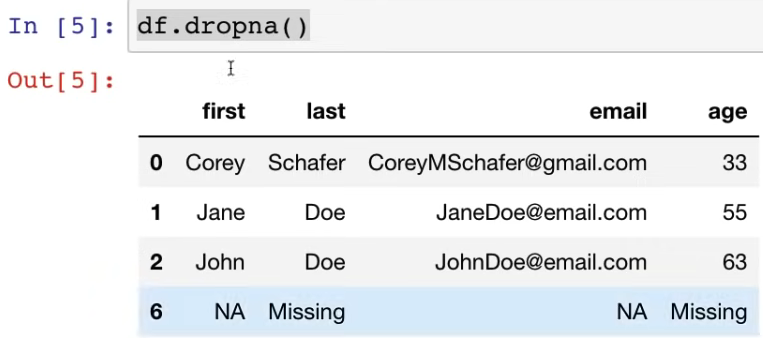 In [5]: df.dropna()
Out[5]:
first last email age
0 Corey Schafer CoreyMSchafer@gmail.com 33
1 Jane Doe JaneDoe@email.com 55
2 John Doe JohnDoe@email.com 63
6 NA Missing NA Missing